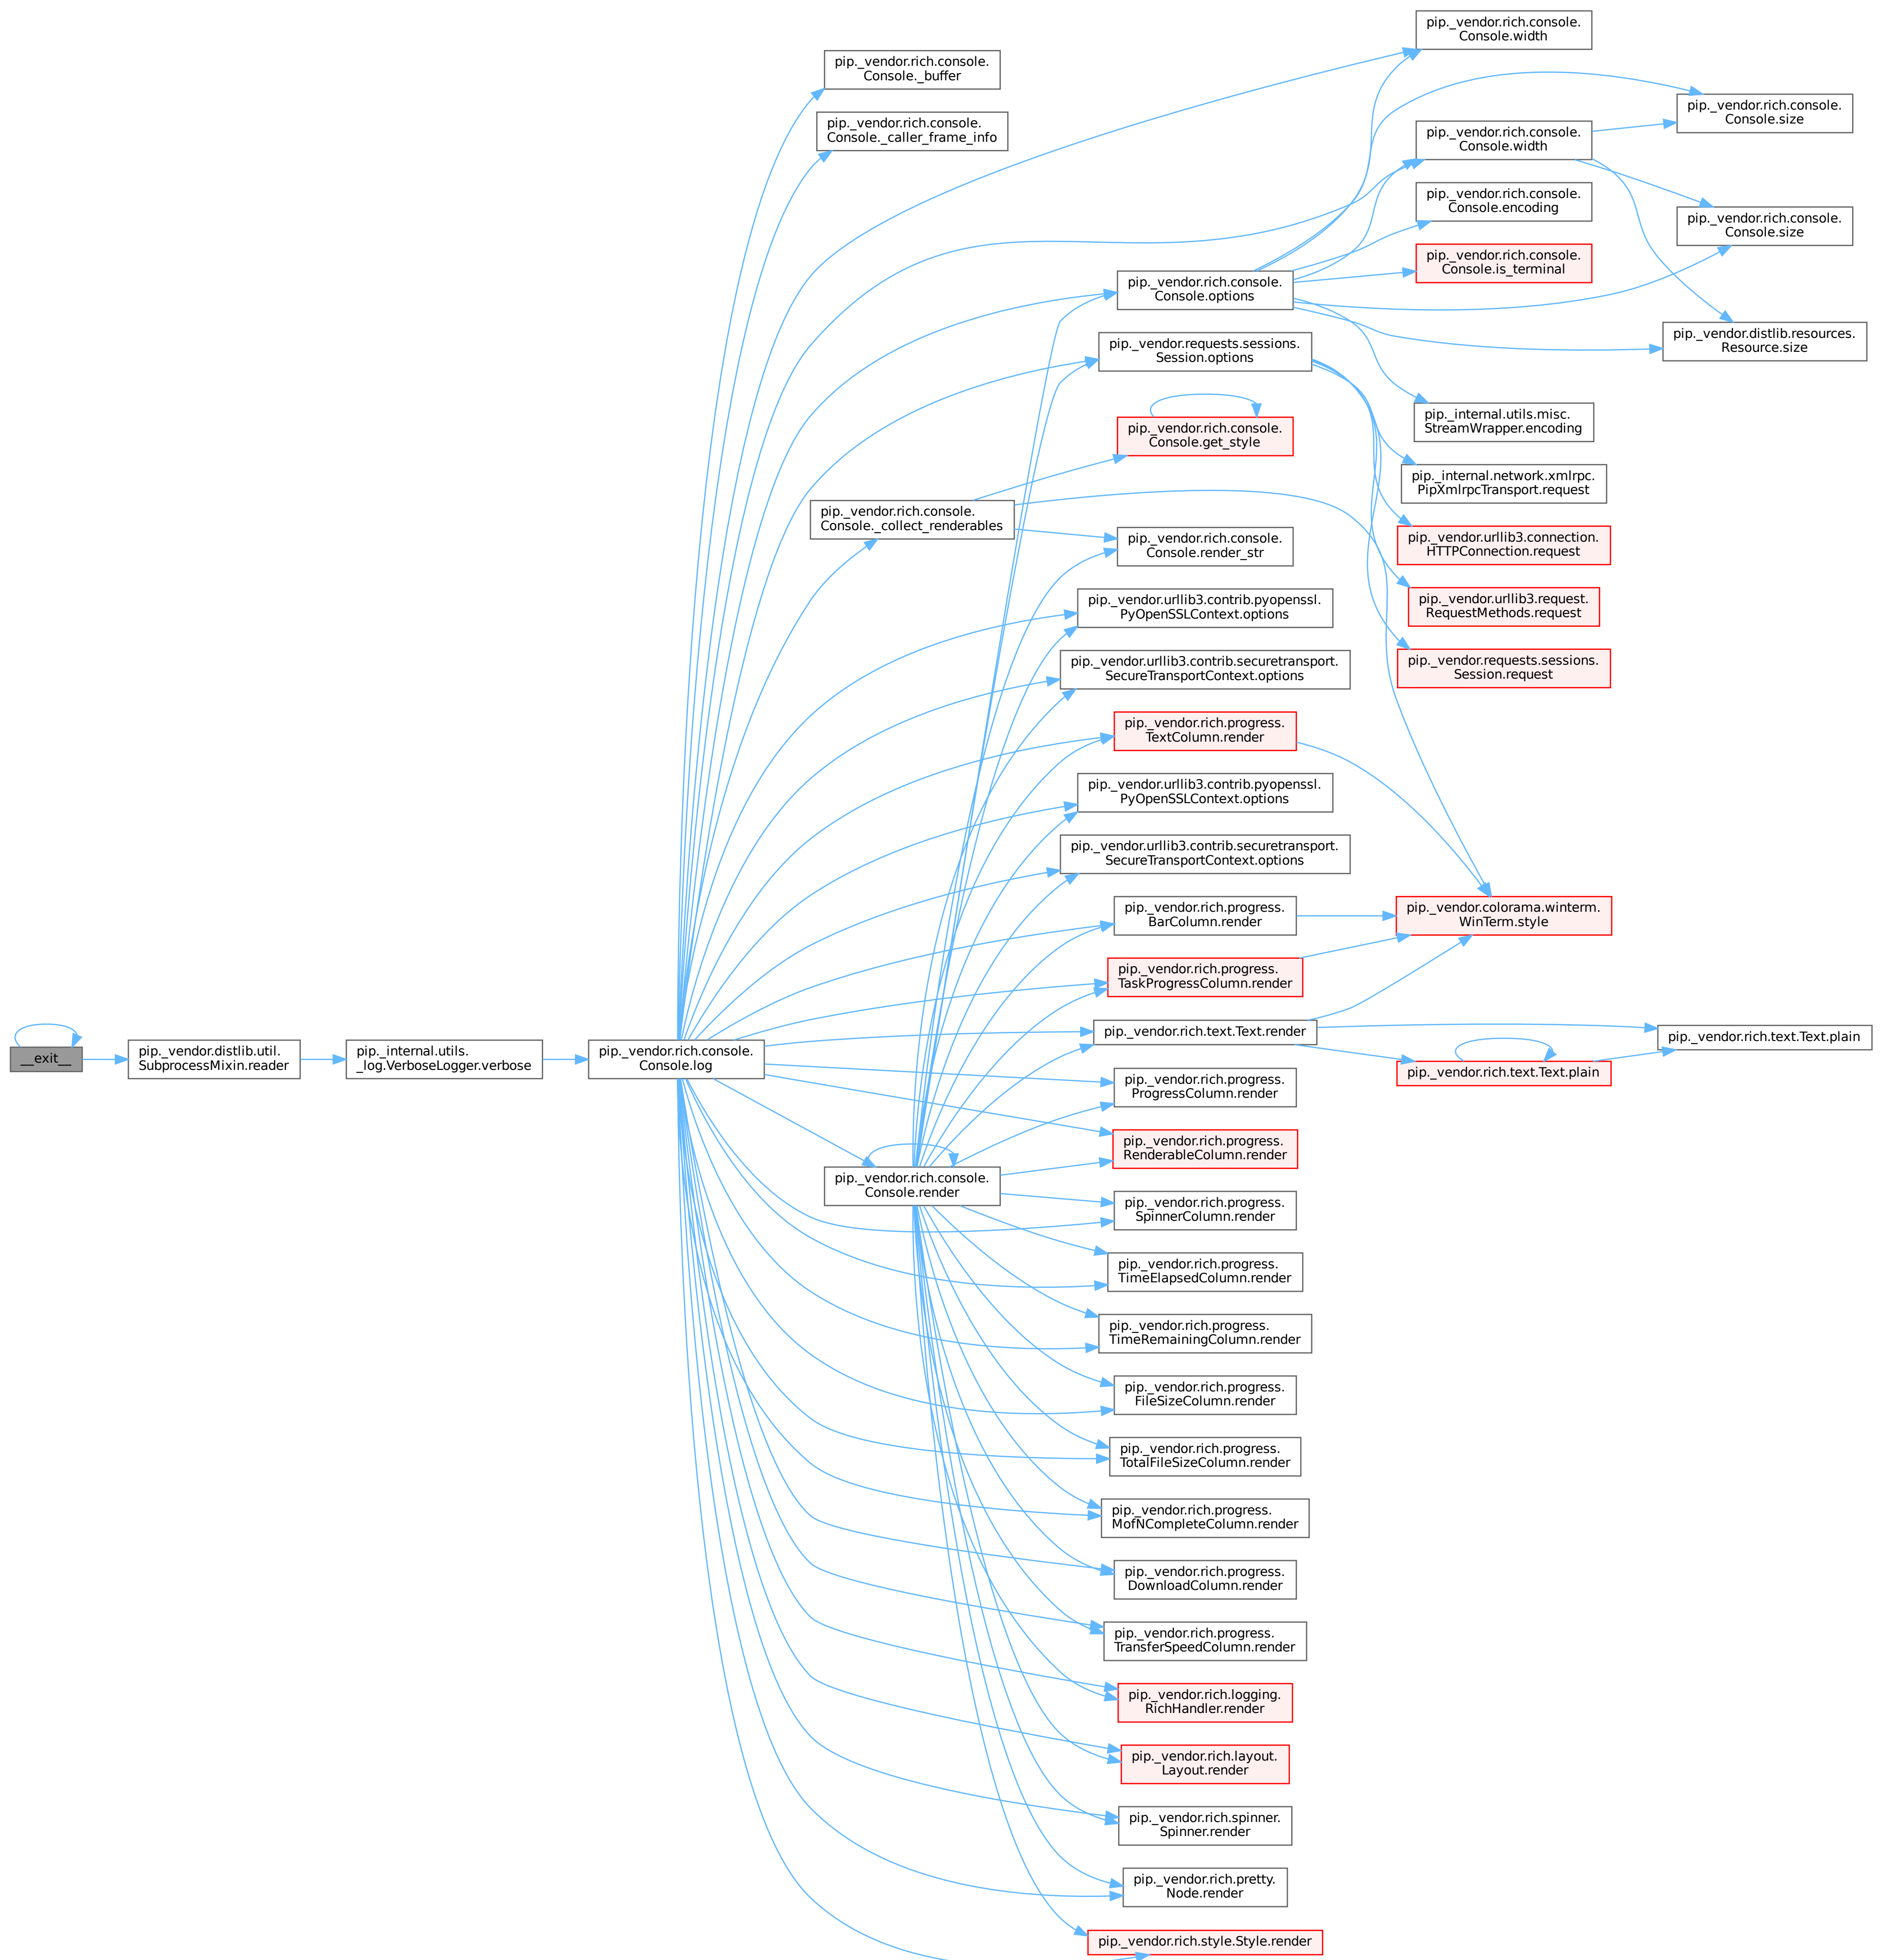 __exit__
pip._vendor.distlib.util.
SubprocessMixin.reader
pip._internal.utils.
_log.VerboseLogger.verbose
pip._vendor.rich.console.
Console.log
pip._vendor.rich.console.
Console._buffer
pip._vendor.rich.console.
Console._caller_frame_info
pip._vendor.rich.console.
Console._collect_renderables
pip._vendor.rich.console.
Console.render
pip._vendor.rich.console.
Console.options
pip._vendor.requests.sessions.
Session.options
pip._vendor.rich.console.
Console.get_style
pip._vendor.rich.console.
Console.render_str
pip._vendor.urllib3.contrib.pyopenssl.
PyOpenSSLContext.options
pip._vendor.urllib3.contrib.securetransport.
SecureTransportContext.options
pip._vendor.rich.progress.
TextColumn.render
pip._vendor.urllib3.contrib.pyopenssl.
PyOpenSSLContext.options
pip._vendor.urllib3.contrib.securetransport.
SecureTransportContext.options
pip._vendor.rich.progress.
BarColumn.render
pip._vendor.rich.progress.
TaskProgressColumn.render
pip._vendor.rich.text.Text.render
pip._vendor.rich.progress.
ProgressColumn.render
pip._vendor.rich.progress.
RenderableColumn.render
pip._vendor.rich.progress.
SpinnerColumn.render
pip._vendor.rich.progress.
TimeElapsedColumn.render
pip._vendor.rich.progress.
TimeRemainingColumn.render
pip._vendor.rich.progress.
FileSizeColumn.render
pip._vendor.rich.progress.
TotalFileSizeColumn.render
pip._vendor.rich.progress.
MofNCompleteColumn.render
pip._vendor.rich.progress.
DownloadColumn.render
pip._vendor.rich.progress.
TransferSpeedColumn.render
pip._vendor.rich.logging.
RichHandler.render
pip._vendor.rich.layout.
Layout.render
pip._vendor.rich.spinner.
Spinner.render
pip._vendor.rich.pretty.
Node.render
pip._vendor.rich.style.Style.render
pip._vendor.rich.console.
Console.width
pip._vendor.rich.console.
Console.width
pip._vendor.rich.console.
Console.encoding
pip._vendor.rich.console.
Console.is_terminal
pip._internal.utils.misc.
StreamWrapper.encoding
pip._internal.network.xmlrpc.
PipXmlrpcTransport.request
pip._vendor.urllib3.connection.
HTTPConnection.request
pip._vendor.urllib3.request.
RequestMethods.request
pip._vendor.requests.sessions.
Session.request
pip._vendor.colorama.winterm.
WinTerm.style
pip._vendor.rich.text.Text.plain
pip._vendor.rich.console.
Console.size
pip._vendor.rich.console.
Console.size
pip._vendor.distlib.resources.
Resource.size
pip._vendor.rich.text.Text.plain